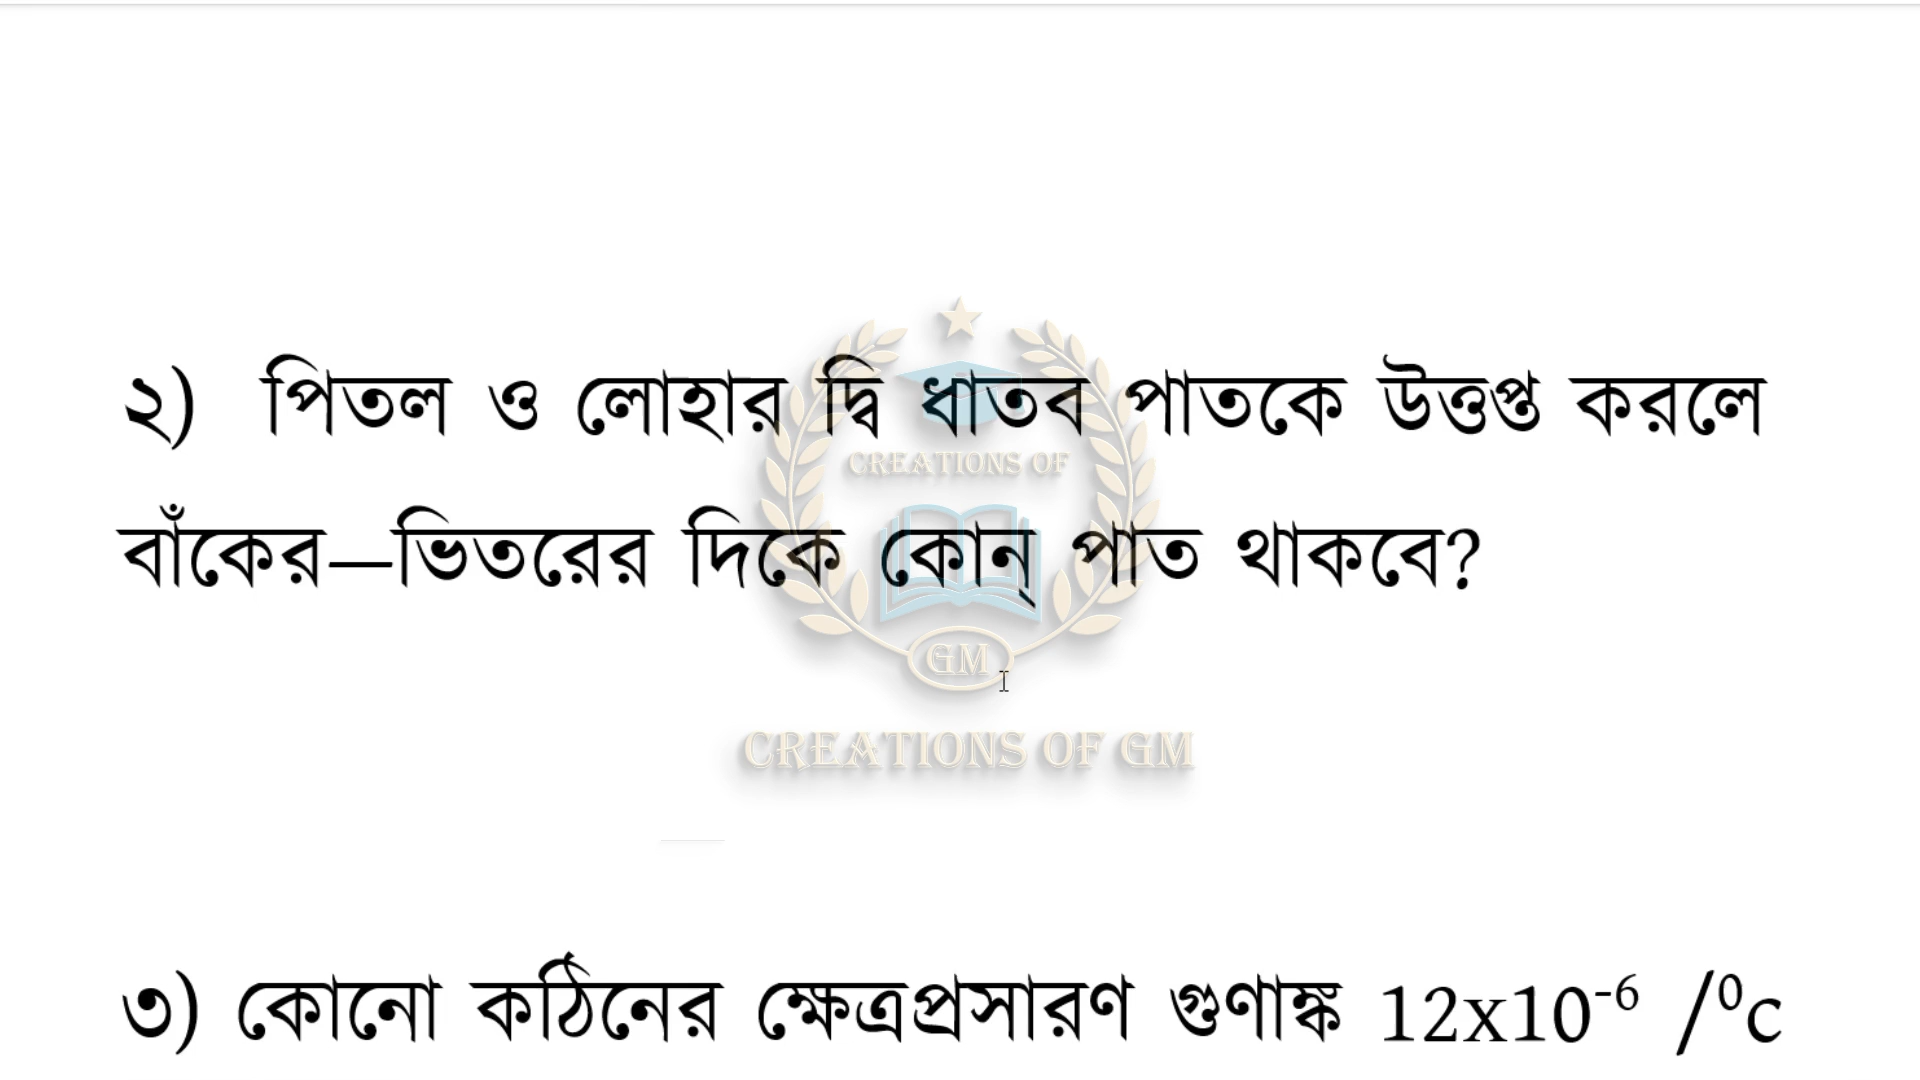 ২) পিতল ও লোহার দ্বি ধাতব পাতকে উত্তপ্ত করলে
CREATIONS OF
বাঁকের—ভিতরের দিকে কোন্ পাত থাকবে?
GM
CREATIONS OF GM
৩) কোনো কঠিনের ক্ষেত্রপ্রসারণ গুণাঙ্ক 12x10⁻⁶ /⁰c